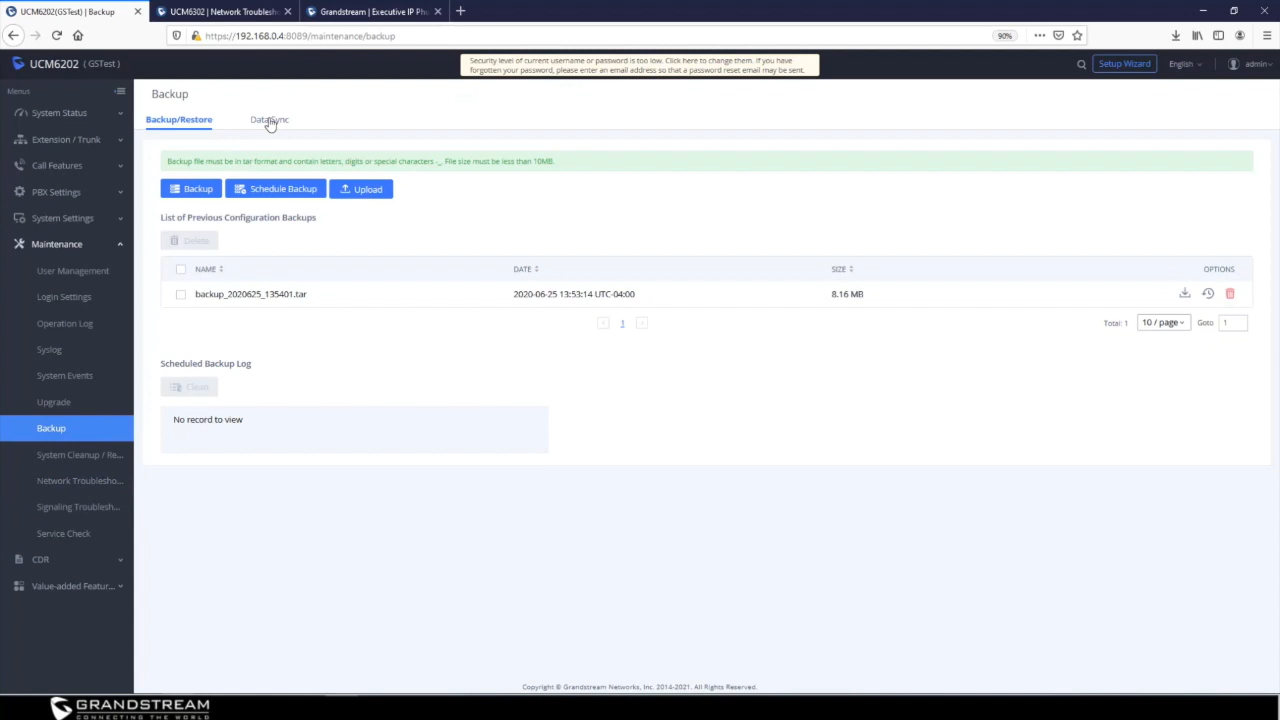 UCM6202(GSTest) | Backup
UCM6302 | Network Troublesh
Grandstream | Executive IP Ph
https://192.168.0.4:8089/maintenance/backup
90%
UCM6202 ( GSTest )
Security level of current username or password is too low. Click here to change them. If you have
forgotten your password, please enter an email address so that a password reset email may be sent.
Setup Wizard
English
admin
Menus
System Status
Extension / Trunk
Call Features
PBX Settings
System Settings
Maintenance
User Management
Login Settings
Operation Log
Syslog
System Events
Upgrade
Backup
System Cleanup / Re...
Network Troublesho...
Signaling Troublesh...
Service Check
CDR
Value-added Featur...
Backup
Backup/Restore
Data Sync
Backup file must be in tar format and contain letters, digits or special characters -_. File size must be less than 10MB.
Backup
Schedule Backup
Upload
List of Previous Configuration Backups
Delete
NAME
DATE
SIZE
OPTIONS
backup_20200625_135401.tar
2020-06-25 13:53:14 UTC-04:00
8.16 MB
1
Total: 1
10 / page
Goto
1
Scheduled Backup Log
Clean
No record to view
Copyright © Grandstream Networks, Inc. 2014-2021. All Rights Reserved.
GRANDSTREAM
CONNECTING THE WORLD